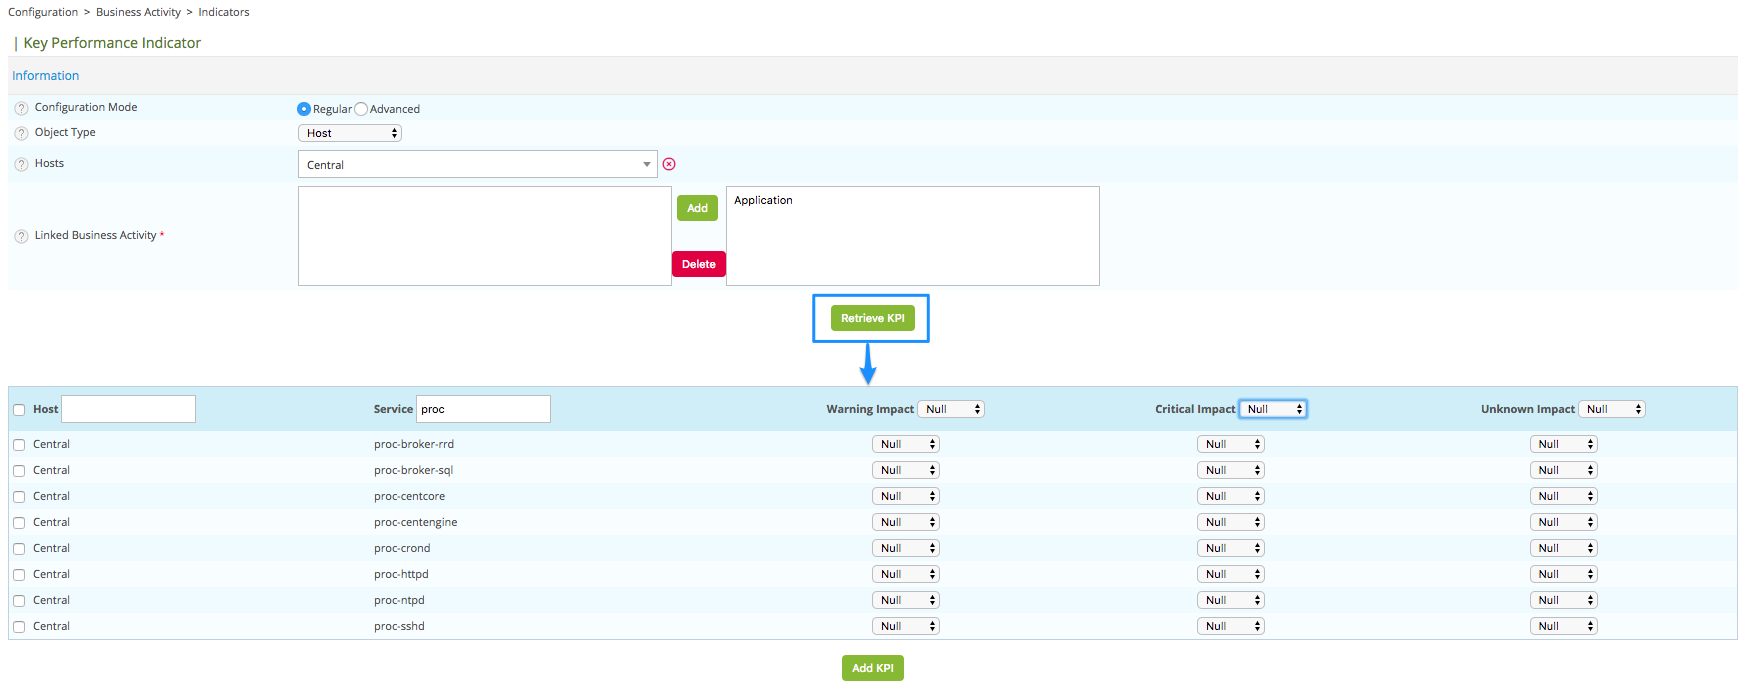 Configuration > Business Activity > Indicators
| Key Performance Indicator
Information
? Configuration Mode Regular Advanced
? Object Type Host
? Hosts Central
? Linked Business Activity * Add Application
Delete
Retrieve KPI
Host Service proc Warning Impact Null Critical Impact Null Unknown Impact Null
Central proc-broker-rrd Null Null Null
Central proc-broker-sql Null Null Null
Central proc-centcore Null Null Null
Central proc-centengine Null Null Null
Central proc-crond Null Null Null
Central proc-httpd Null Null Null
Central proc-ntpd Null Null Null
Central proc-sshd Null Null Null
Add KPI